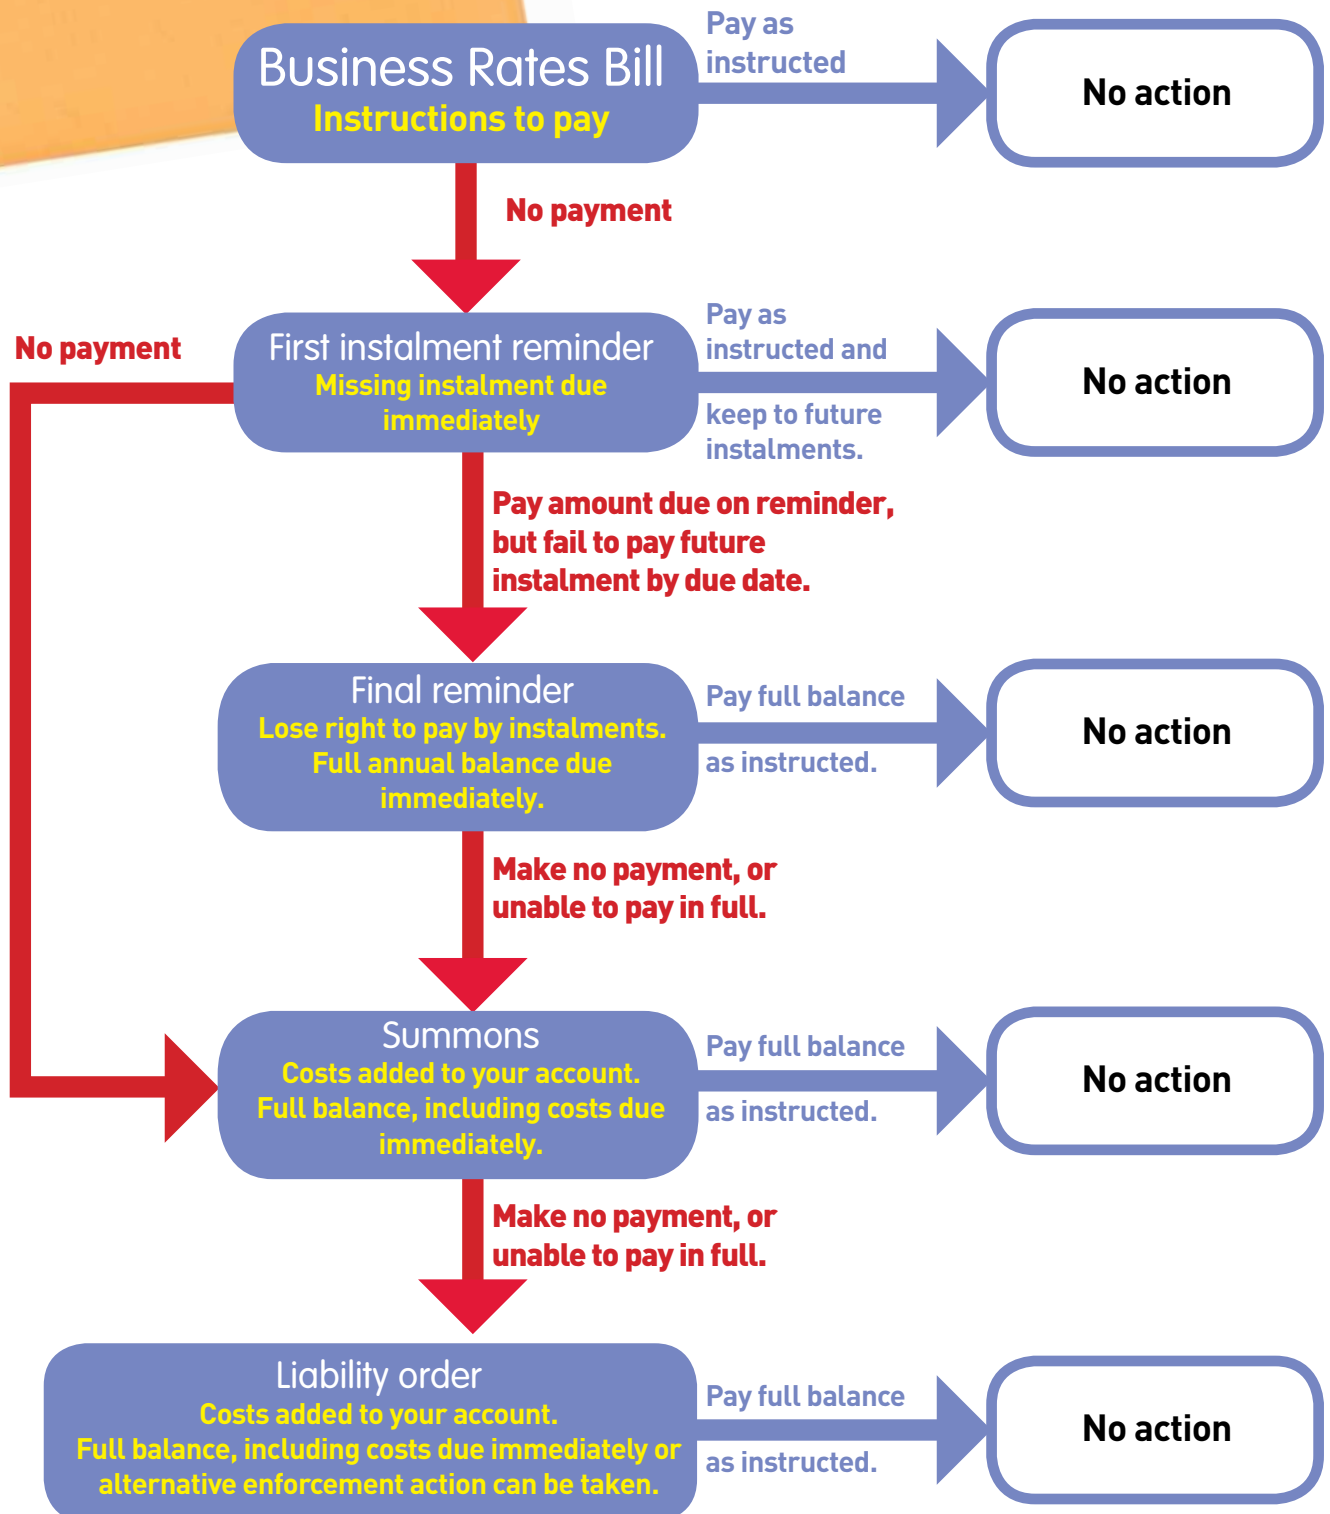 Business Rates Bill
Instructions to pay
Pay as
instructed
No action
No payment
No payment
First instalment reminder
Missing instalment due
immediately
Pay as
instructed and
keep to future
instalments.
No action
Pay amount due on reminder,
but fail to pay future
instalment by due date.
Final reminder
Lose right to pay by instalments.
Full annual balance due
immediately.
Pay full balance
as instructed.
No action
Make no payment, or
unable to pay in full.
Summons
Costs added to your account.
Full balance, including costs due
immediately.
Pay full balance
as instructed.
No action
Make no payment, or
unable to pay in full.
Liability order
Costs added to your account.
Full balance, including costs due immediately or
alternative enforcement action can be taken.
Pay full balance
as instructed.
No action